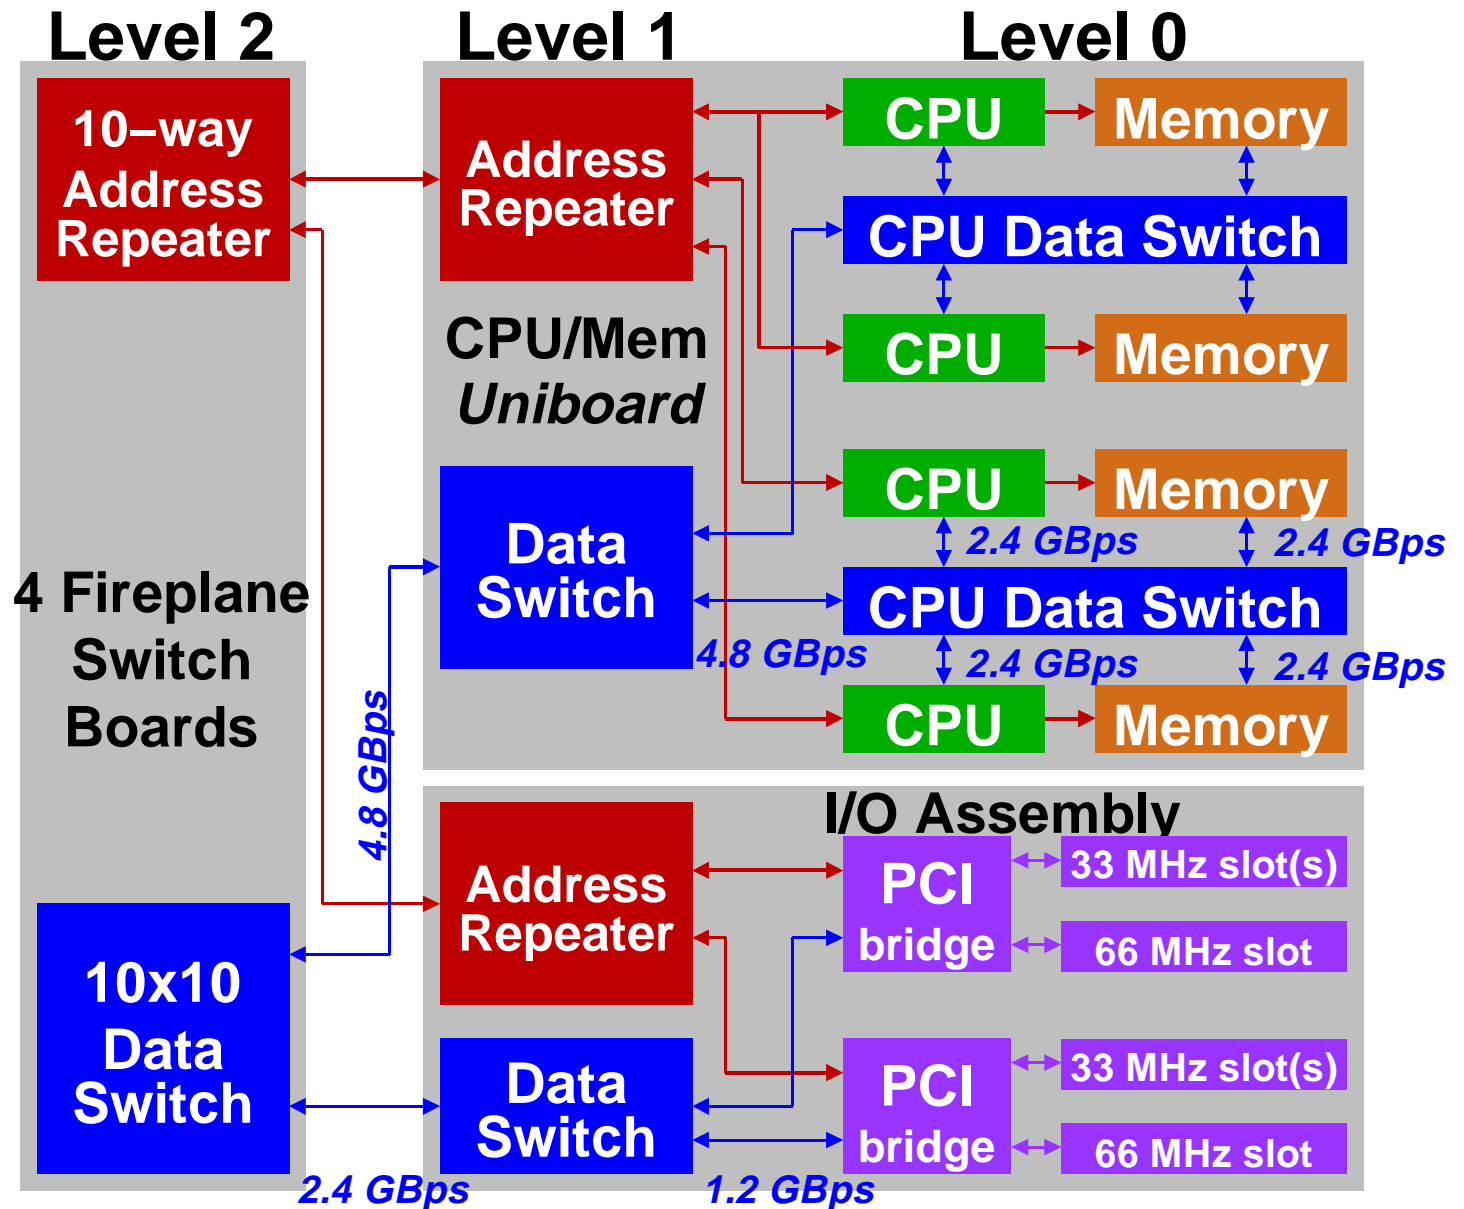 Level 2
Level 1
Level 0
10–way
Address
Repeater
4 Fireplane
Switch
Boards
10x10
Data
Switch
Address
Repeater
CPU/Mem
Uniboard
Data
Switch
CPU
Memory
CPU Data Switch
CPU
Memory
CPU
Memory
2.4 GBps
2.4 GBps
CPU Data Switch
4.8 GBps
2.4 GBps
2.4 GBps
CPU
Memory
4.8 GBps
I/O Assembly
Address
Repeater
PCI
bridge
33 MHz slot(s)
66 MHz slot
Data
Switch
PCI
bridge
33 MHz slot(s)
66 MHz slot
2.4 GBps
1.2 GBps